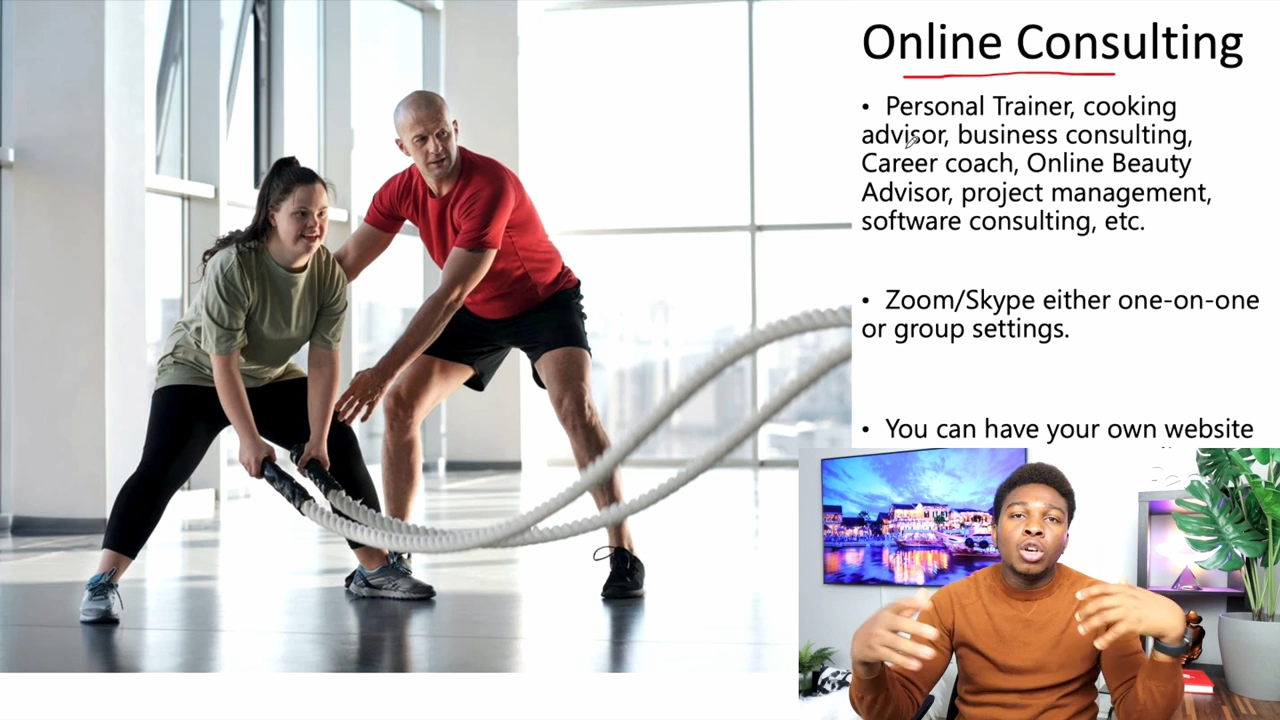 Online Consulting
• Personal Trainer, cooking
advisor, business consulting,
Career coach, Online Beauty
Advisor, project management,
software consulting, etc.
• Zoom/Skype either one-on-one
or group settings.
• You can have your own website